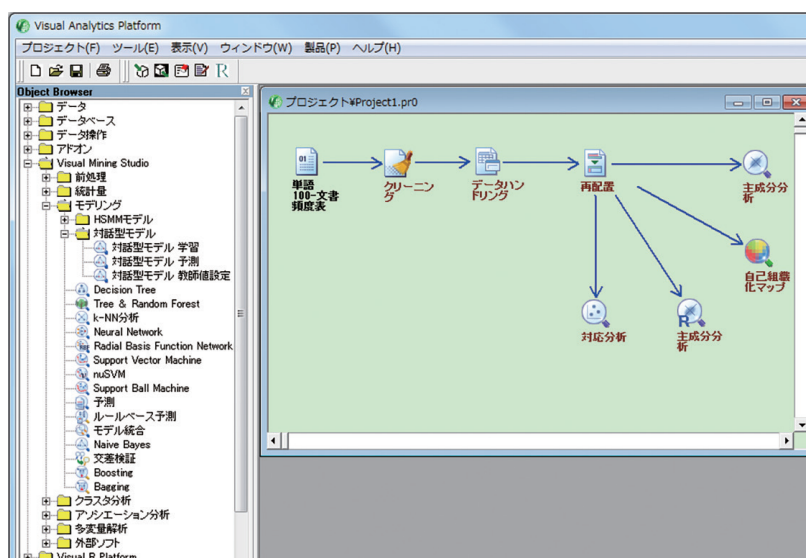 Visual Analytics Platform
プロジェクト(F) ツール(E) 表示(V) ウィンドウ(W) 製品(P) ヘルプ(H)
R
Object Browser
データ
データベース
データ操作
アドオン
Visual Mining Studio
前処理
統計量
モデリング
HSMMモデル
対話型モデル
対話型モデル 学習
対話型モデル 予測
対話型モデル 教師値設定
Decision Tree
Tree & Random Forest
k-NN分析
Neural Network
Radial Basis Function Network
Support Vector Machine
nuSVM
Support Ball Machine
予測
ルールベース予測
モデル統合
Naive Bayes
交差検証
Boosting
Bagging
クラスタ分析
アソシエーション分析
多変量解析
外部ソフト
Visual R Platform
プロジェクト¥Project1.pr0
01
単語
100-文書
頻度表
クリーニン
グ
データハン
ドリング
再配置
主成分分
析
自己組織
化マップ
対応分析
R
主成分分
析